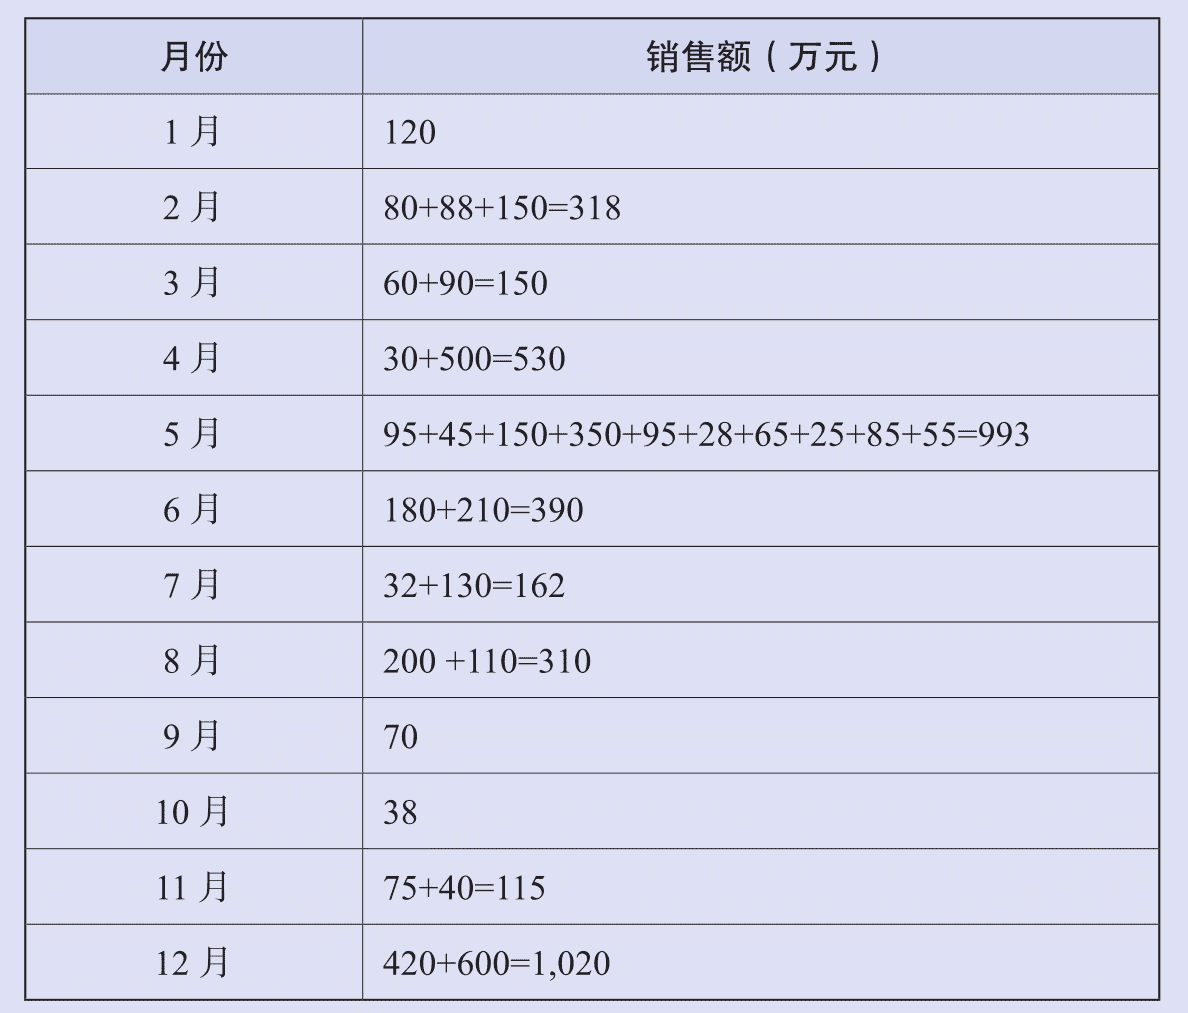 月份 销售额（万元）
1 月 120
2 月 80+88+150=318
3 月 60+90=150
4 月 30+500=530
5 月 95+45+150+350+95+28+65+25+85+55=993
6 月 180+210=390
7 月 32+130=162
8 月 200 +110=310
9 月 70
10 月 38
11 月 75+40=115
12 月 420+600=1,020